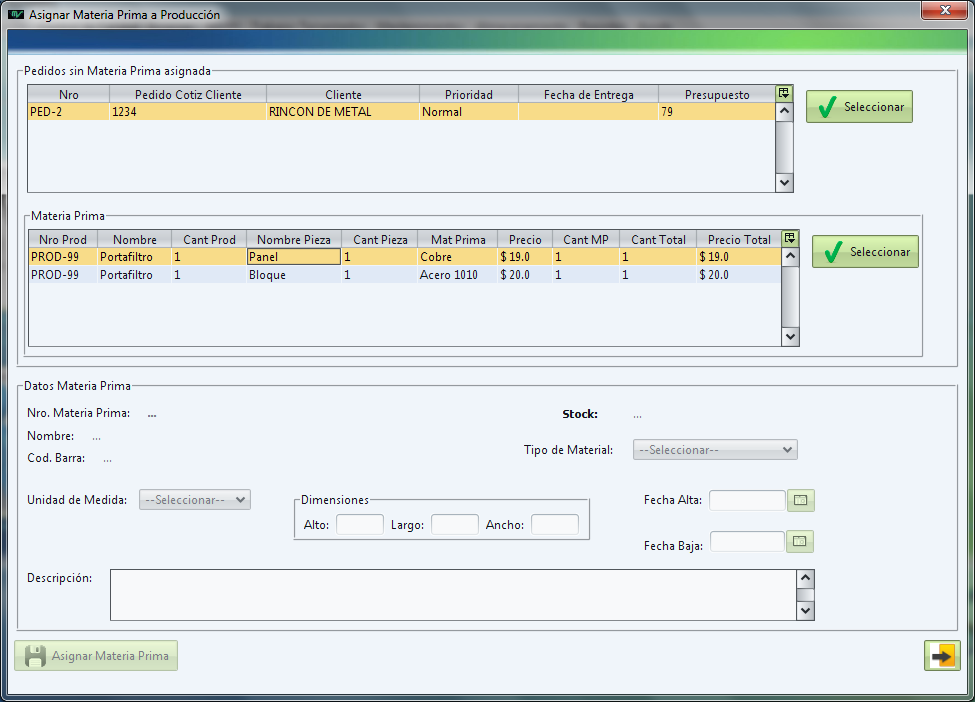 Asignar Materia Prima a Producción
Pedidos sin Materia Prima asignada
Nro Pedido Cotiz Cliente Cliente Prioridad Fecha de Entrega Presupuesto
PED-2 1234 RINCON DE METAL Normal 79
Seleccionar
Materia Prima
Nro Prod Nombre Cant Prod Nombre Pieza Cant Pieza Mat Prima Precio Cant MP Cant Total Precio Total
PROD-99 Portafiltro 1 Panel 1 Cobre $ 19.0 1 1 $ 19.0
PROD-99 Portafiltro 1 Bloque 1 Acero 1010 $ 20.0 1 1 $ 20.0
Seleccionar
Datos Materia Prima
Nro. Materia Prima: ...
Stock: ...
Nombre: ...
Cod. Barra: ...
Tipo de Material: --Seleccionar--
Unidad de Medida: --Seleccionar--
Dimensiones
Alto: Largo: Ancho:
Fecha Alta:
Fecha Baja:
Descripción:
Asignar Materia Prima